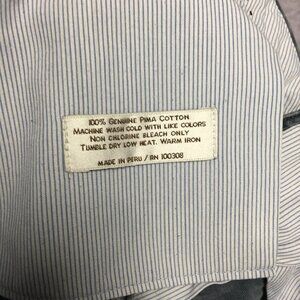 100% Genuine Pima Cotton
Machine wash cold with like colors
Non chlorine bleach only
Tumble dry low heat. Warm iron
made in Peru / RN 100308